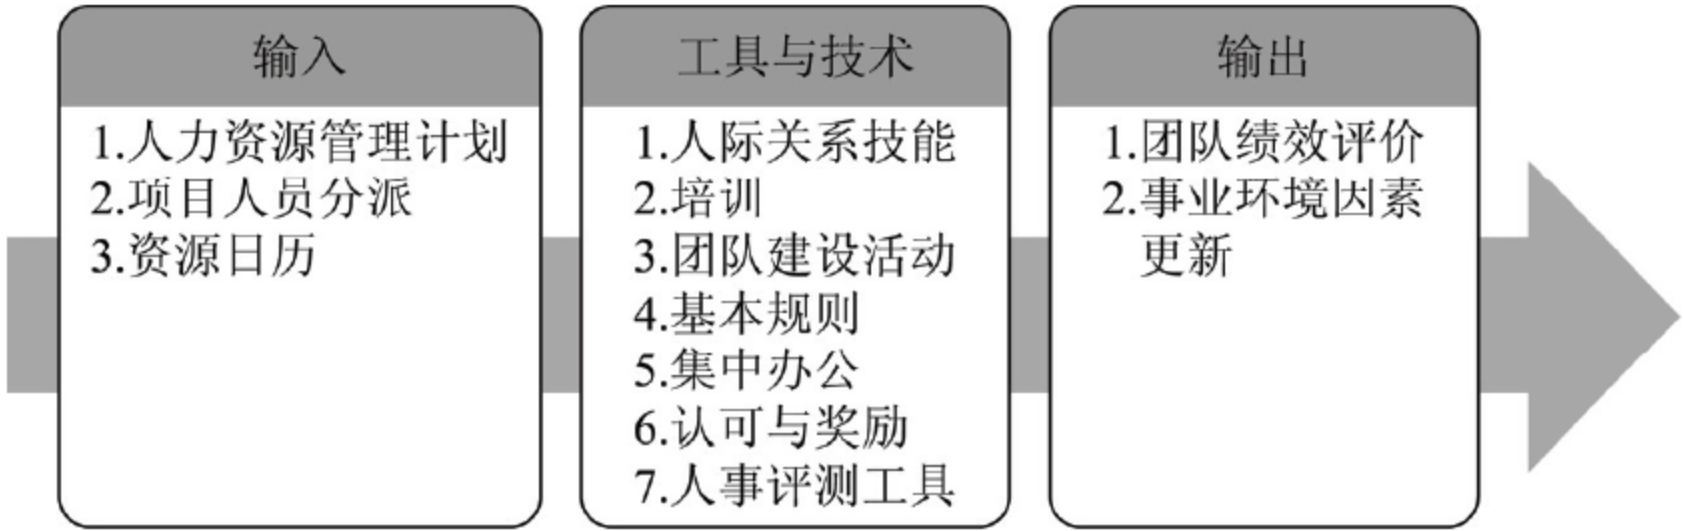 输入
1.人力资源管理计划
2.项目人员分派
3.资源日历
工具与技术
1.人际关系技能
2.培训
3.团队建设活动
4.基本规则
5.集中办公
6.认可与奖励
7.人事评测工具
输出
1.团队绩效评价
2.事业环境因素
更新